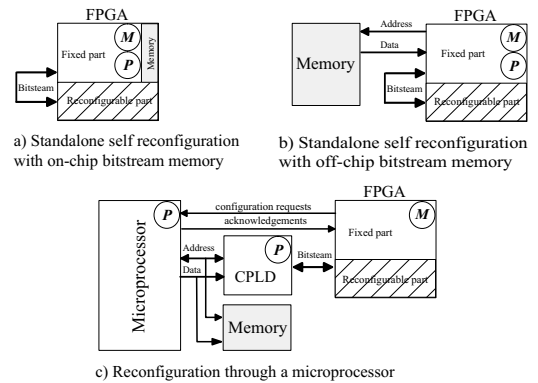 FPGA
M
Fixed part
P
Memory
Bitsteam
Reconfigurable part
a) Standalone self reconfiguration
with on-chip bitstream memory
FPGA
Address
Data
Memory
M
Fixed part
P
Bitsteam
Reconfigurable part
b) Standalone self reconfiguration
with off-chip bitstream memory
FPGA
Microprocessor
P
configuration requests
acknowledgements
M
Fixed part
Address
Data
P
CPLD
Bitsteam
Reconfigurable part
Memory
c) Reconfiguration through a microprocessor